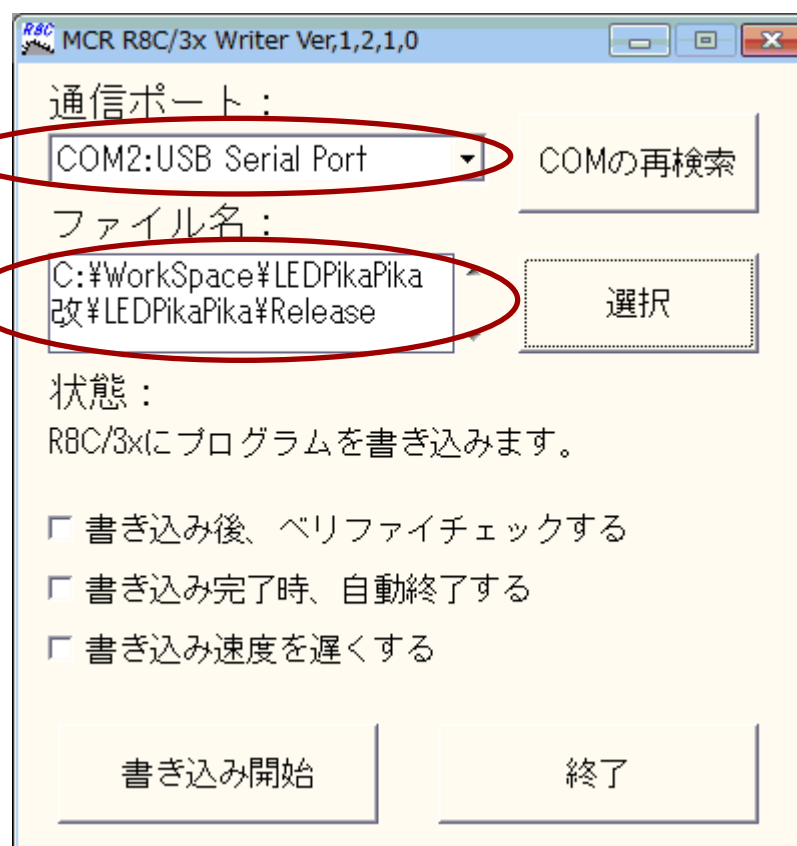 R8C MCR R8C/3x Writer Ver,1,2,1,0
通信ポート：
COM2:USB Serial Port
COMの再検索
ファイル名：
C:¥WorkSpace¥LEDPikaPika
改¥LEDPikaPika¥Release
選択
状態：
R8C/3xにプログラムを書き込みます。
書き込み後、ベリファイチェックする
書き込み完了時、自動終了する
書き込み速度を遅くする
書き込み開始
終了